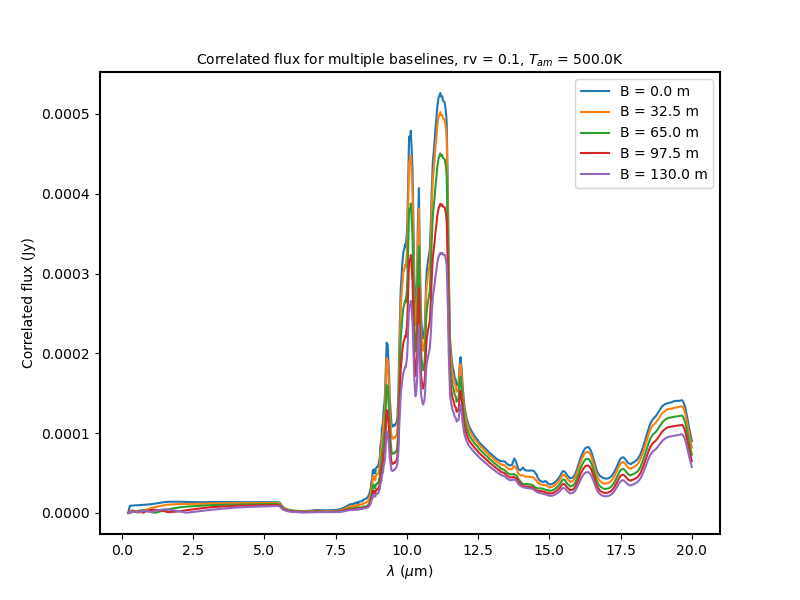 Correlated flux for multiple baselines, rv = 0.1, $T_{am}$ = 500.0K
B = 0.0 m
B = 32.5 m
B = 65.0 m
B = 97.5 m
B = 130.0 m
Correlated flux (Jy)
0.0005
0.0004
0.0003
0.0002
0.0001
0.0000
0.0 2.5 5.0 7.5 10.0 12.5 15.0 17.5 20.0
λ (μm)